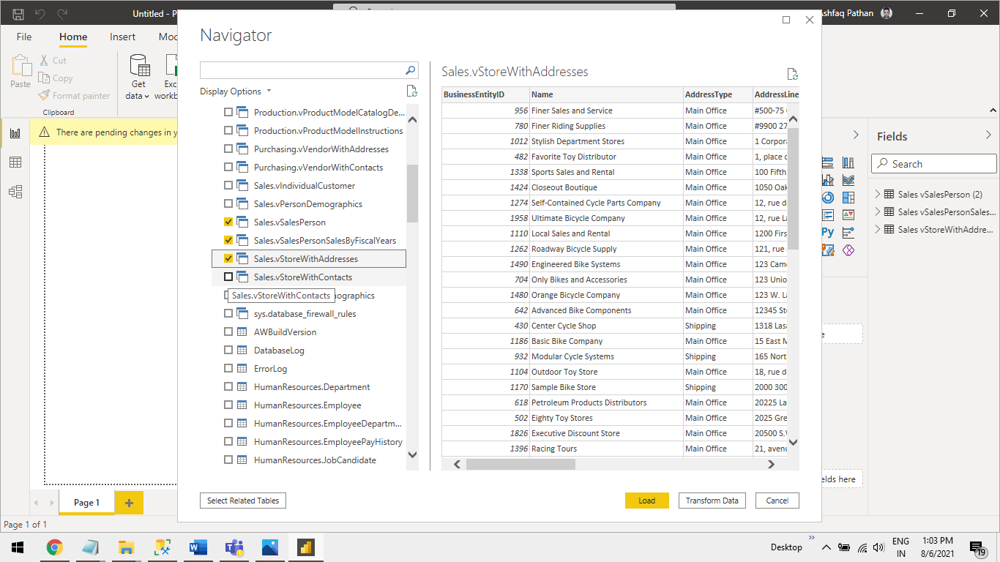 Untitled - P
Ashfaq Pathan
File
Home
Insert
Mod
Paste
Cut
Copy
Format painter
Clipboard
Get
data
Exc
workb
There are pending changes in y
Navigator
Display Options
Production.vProductModelCatalogDe...
Production.vProductModelInstructions
Purchasing.vVendorWithAddresses
Purchasing.vVendorWithContacts
Sales.vIndividualCustomer
Sales.vPersonDemographics
Sales.vSalesPerson
Sales.vSalesPersonSalesByFiscalYears
Sales.vStoreWithAddresses
Sales.vStoreWithContacts
Sales.vStoreWithContacts
ographics
sys.database_firewall_rules
AWBuildVersion
DatabaseLog
ErrorLog
HumanResources.Department
HumanResources.Employee
HumanResources.EmployeeDepartm...
HumanResources.EmployeePayHistory
HumanResources.JobCandidate
Sales.vStoreWithAddresses
BusinessEntityID Name AddressType AddressLine
956 Finer Sales and Service Main Office #500-75
780 Finer Riding Supplies Main Office #9900 27
1012 Stylish Department Stores Main Office 1 Corpora
482 Favorite Toy Distributor Main Office 1, place d
1338 Sports Sales and Rental Main Office 100 Fifth
1424 Closeout Boutique Main Office 1050 Oak
1274 Self-Contained Cycle Parts Company Main Office 12, rue d
1958 Ultimate Bicycle Company Main Office 12, rue La
1110 Local Sales and Rental Main Office 1200 Firs
1262 Roadway Bicycle Supply Main Office 121, rue
1490 Engineered Bike Systems Main Office 123 Cam
704 Only Bikes and Accessories Main Office 123 Unio
1480 Orange Bicycle Company Main Office 123 W. La
642 Advanced Bike Components Main Office 12345 St
430 Center Cycle Shop Shipping 1318 Las
1186 Basic Bike Company Main Office 15 East M
932 Modular Cycle Systems Shipping 165 Nort
1104 Outdoor Toy Store Main Office 18, rue d
1170 Sample Bike Store Shipping 2000 300
618 Petroleum Products Distributors Main Office 20225 La
502 Eighty Toy Stores Main Office 2025 Gre
1826 Executive Discount Store Main Office 20500 S.
1396 Racing Tours Main Office 21, avenu
Select Related Tables
Load
Transform Data
Cancel
Fields
Search
Sales vSalesPerson (2)
Sales vSalesPersonSales...
Sales vStoreWithAddre...
Py
e
elds here
Page 1
Page 1 of 1
Desktop
ENG
IN
1:03 PM
8/6/2021
19